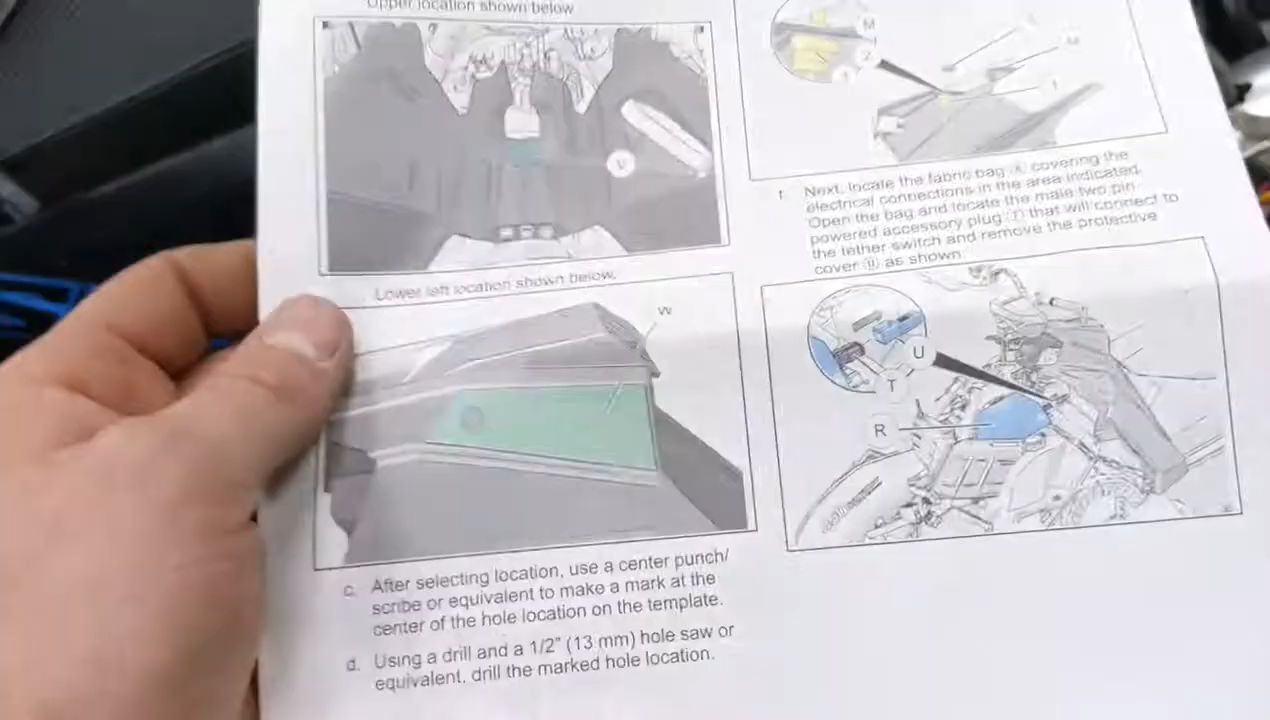 Upper location shown below
V
Lower left location shown below.
W
c. After selecting location, use a center punch/
scribe or equivalent to make a mark at the
center of the hole location on the template.
d. Using a drill and a 1/2" (13 mm) hole saw or
equivalent, drill the marked hole location.
M
2
1
M
1
f. Next, locate the fabric bag R covering the
electrical connections in the area indicated.
Open the bag and locate the male two pin
powered accessory plug T that will connect to
the tether switch and remove the protective
cover U as shown.
U
T
R